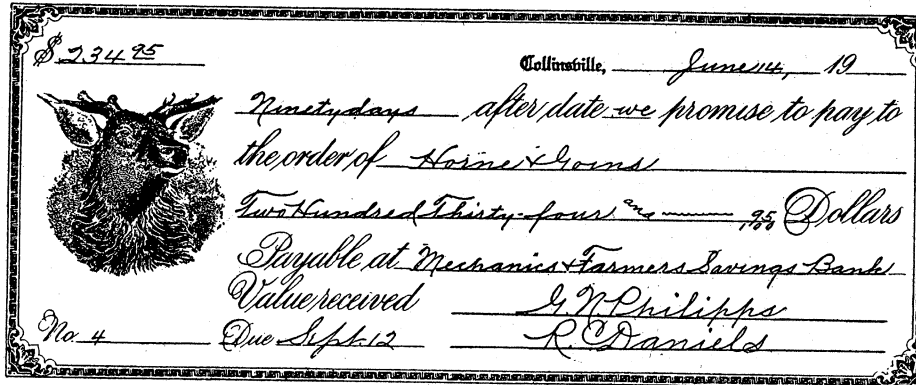 $ 234 95
Collinsville, June 14, 19
Ninety days after date we promise to pay to
the order of Horne & Goins
Two Hundred Thirty-four and 95/100 Dollars
Payable at Mechanics & Farmers Savings Bank
Value received G. N. Philipps
No. 4 Due Sept. 12 R. C. Daniels